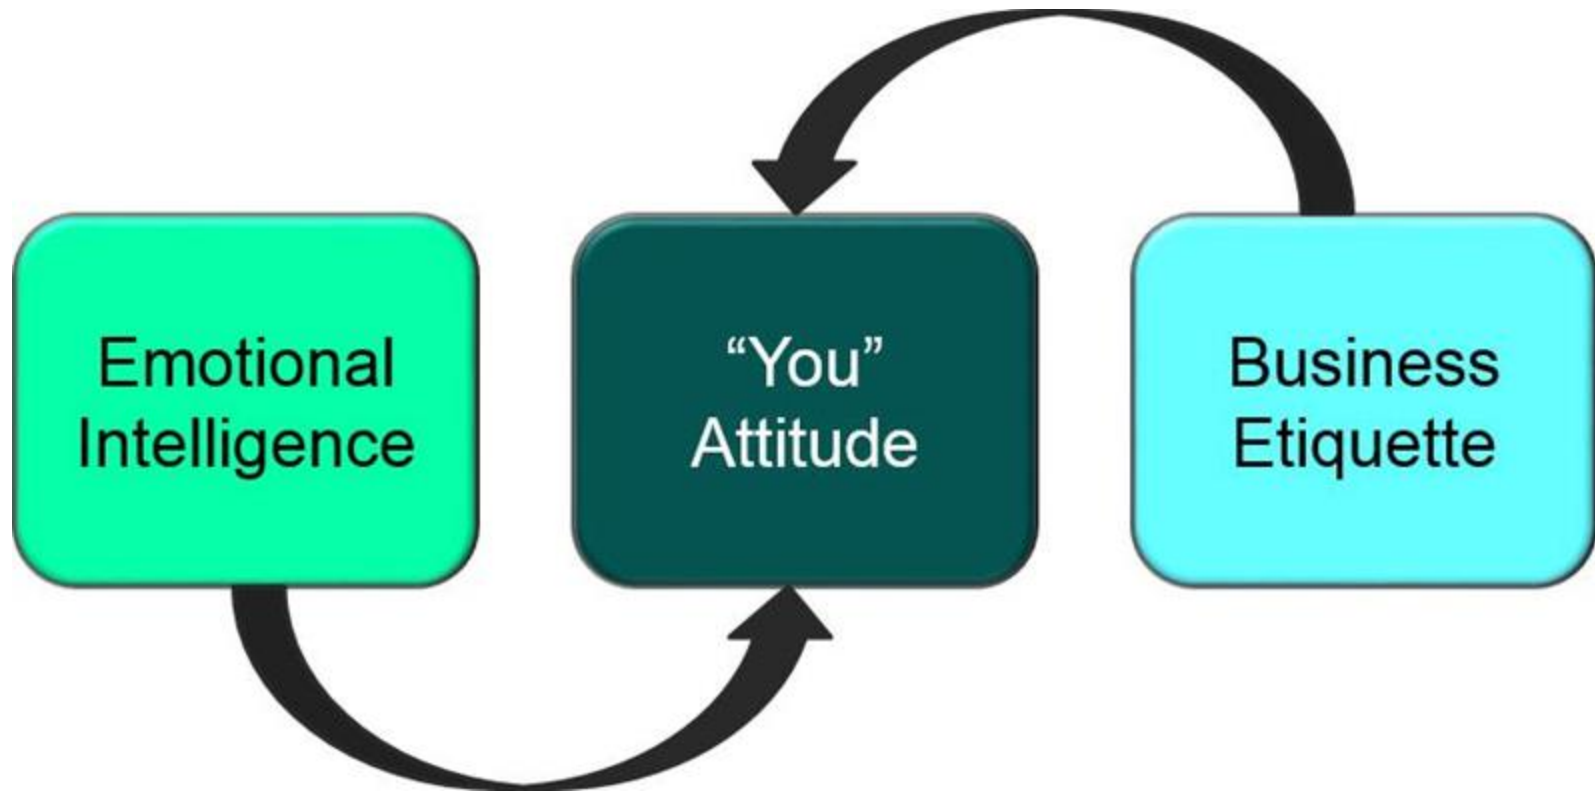 Emotional
Intelligence
“You”
Attitude
Business
Etiquette